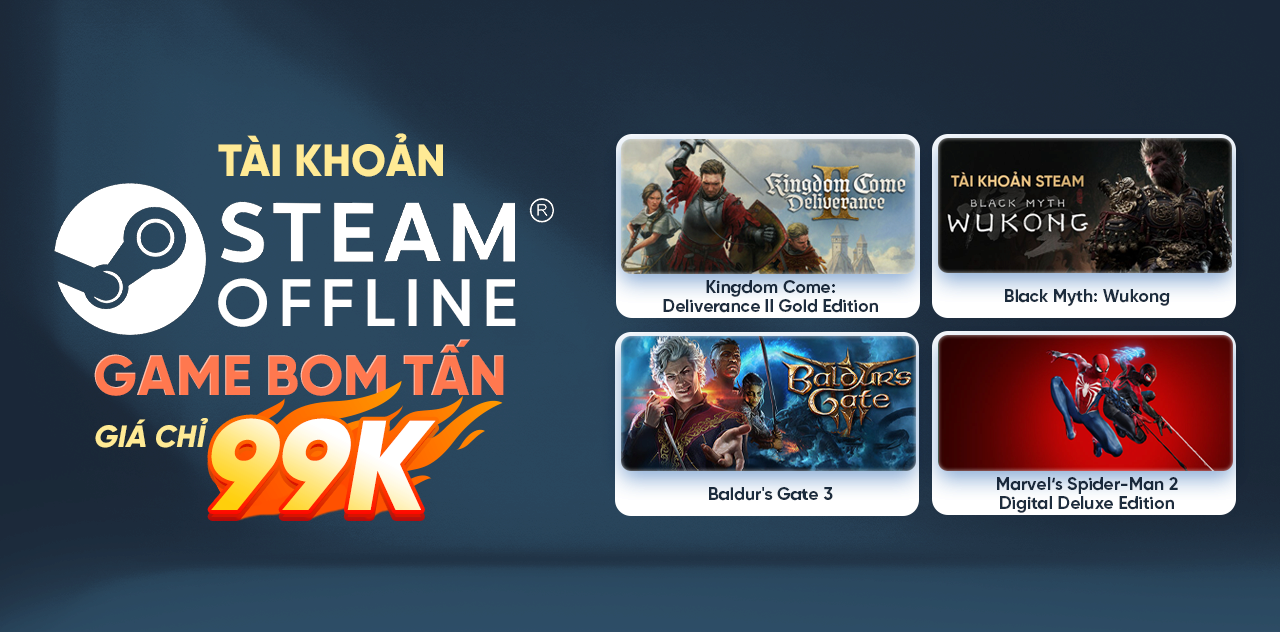 TÀI KHOẢN
STEAM ®
OFFLINE
GAME BOM TẤN
GIÁ CHỈ 99K
Kingdom Come
Deliverance
II
Kingdom Come:
Deliverance II Gold Edition
TÀI KHOẢN STEAM
BLACK MYTH
WUKONG
Black Myth: Wukong
BALDUR'S
GATE
III
Baldur's Gate 3
Marvel's Spider-Man 2
Digital Deluxe Edition